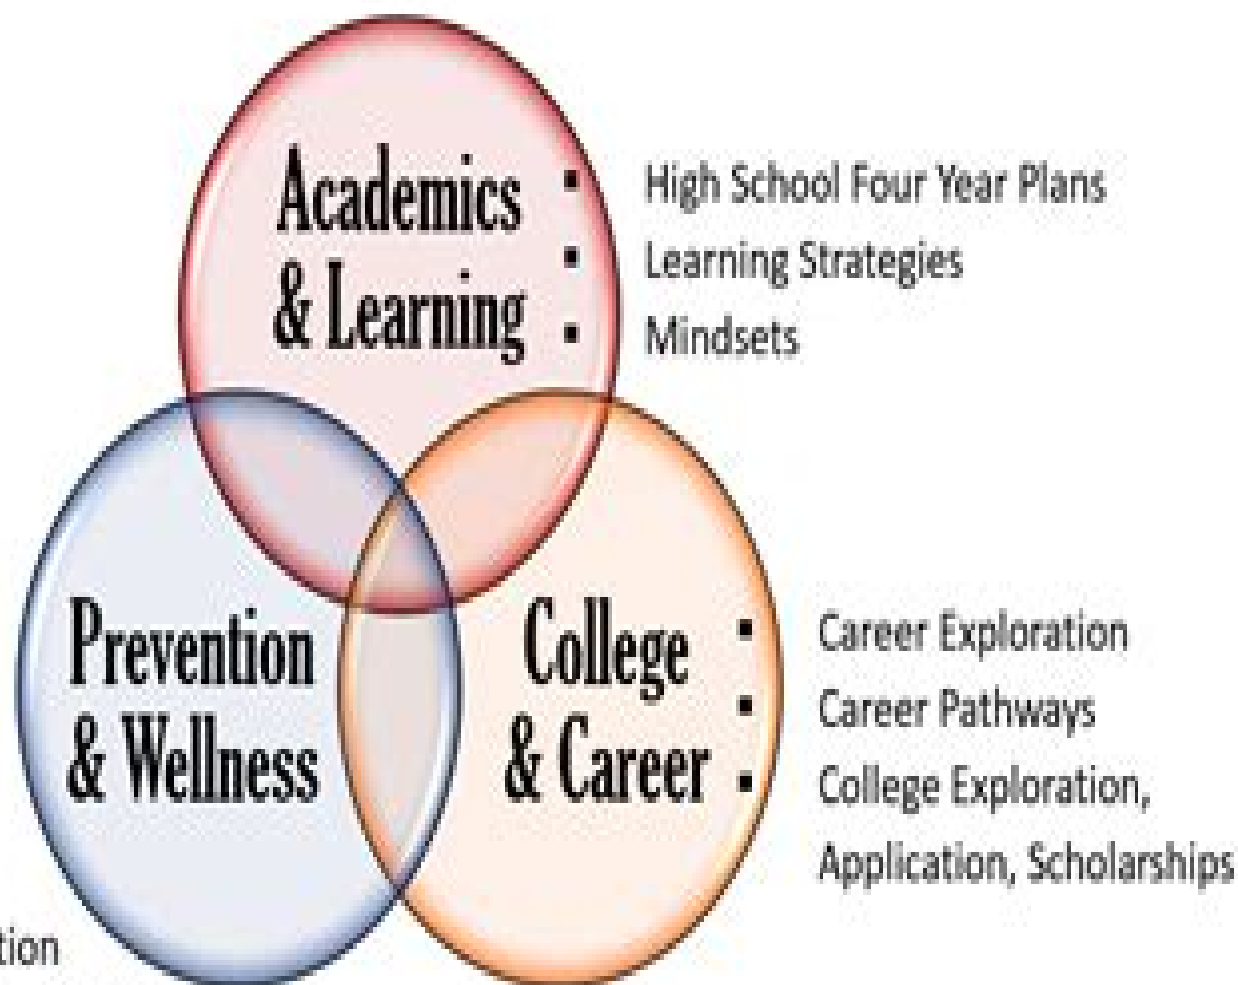 Academics
& Learning
▪ High School Four Year Plans
▪ Learning Strategies
▪ Mindsets
Prevention
& Wellness
College
& Career
▪ Career Exploration
▪ Career Pathways
▪ College Exploration,
Application, Scholarships